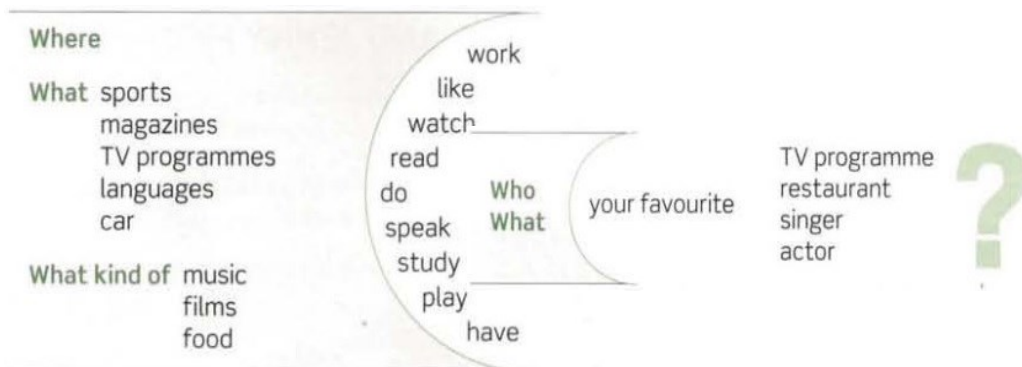 Where
What sports
magazines
TV programmes
languages
car
What kind of music
films
food
work
like
watch
read
do
speak
study
play
have
Who
What
your favourite
TV programme
restaurant
singer
actor
?